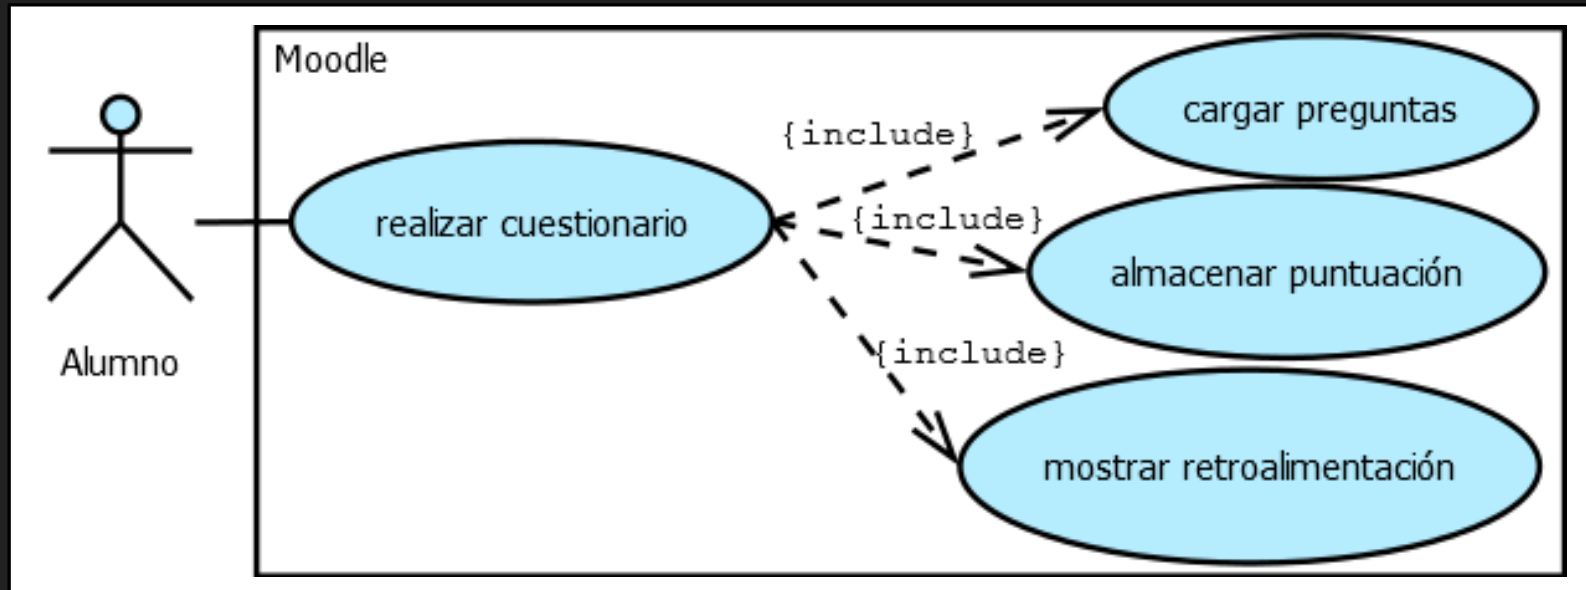 Moodle
cargar preguntas
{include}
realizar cuestionario
{include}
almacenar puntuación
{include}
Alumno
mostrar retroalimentación